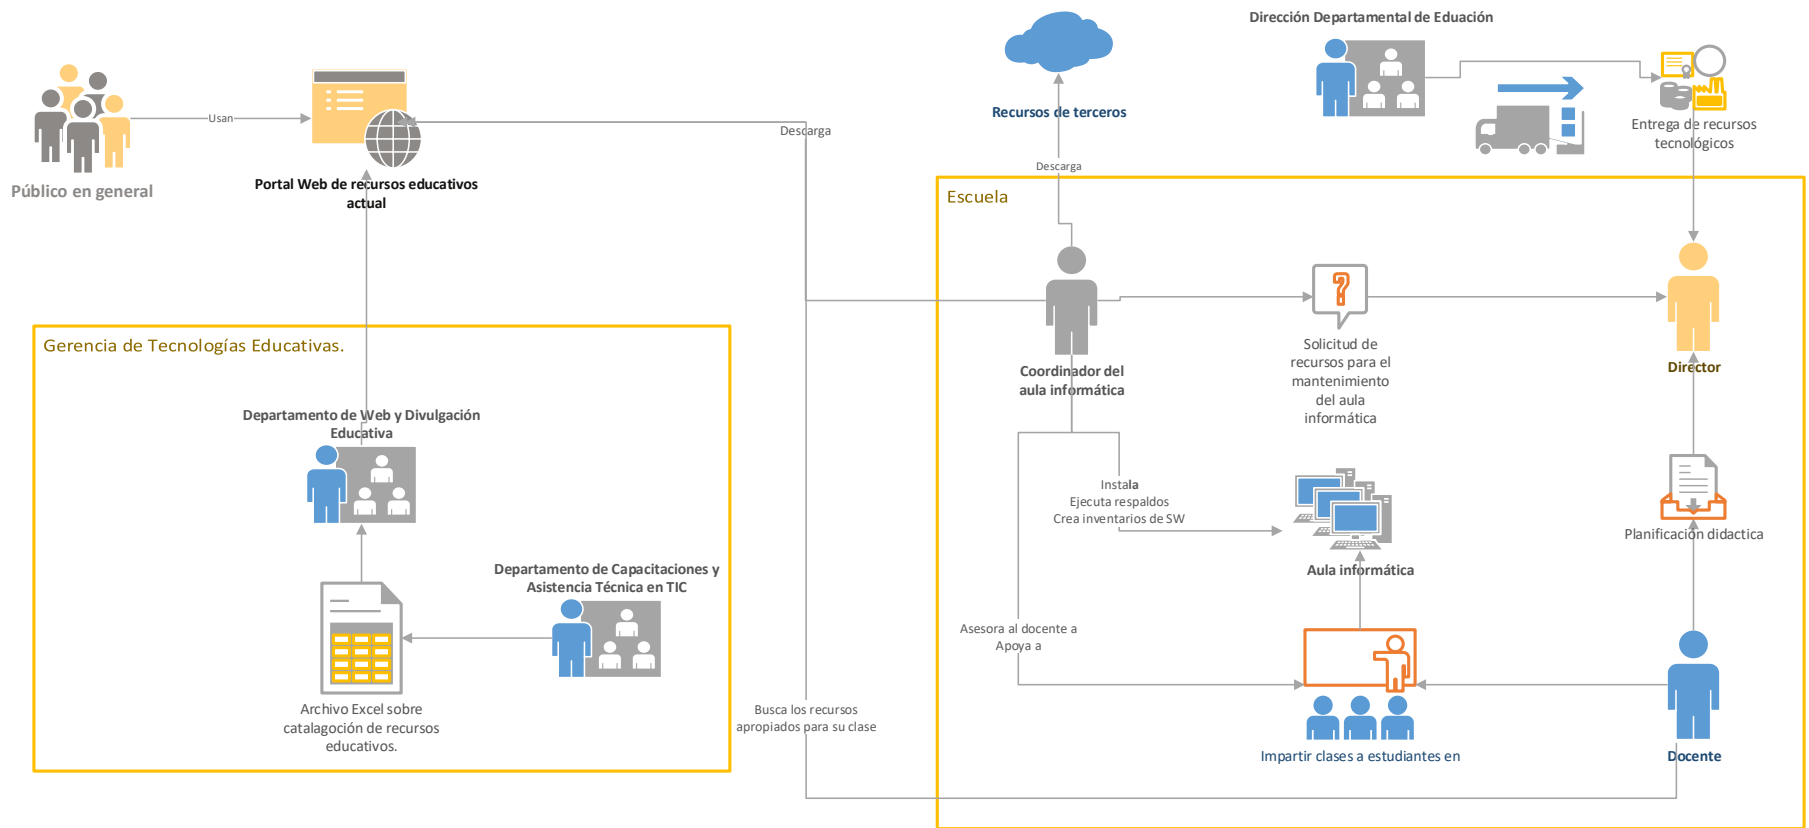 Dirección Departamental de Eduación
Usan
Descarga
Recursos de terceros
Entrega de recursos
tecnológicos
Público en general
Portal Web de recursos educativos
actual
Descarga
Escuela
Gerencia de Tecnologías Educativas.
Solicitud de
recursos para el
mantenimiento
del aula
informática
Coordinador del
aula informática
Director
Departamento de Web y Divulgación
Educativa
Instala
Ejecuta respaldos
Crea inventarios de SW
Planificación didactica
Departamento de Capacitaciones y
Asistencia Técnica en TIC
Aula informática
Asesora al docente a
Apoya a
Archivo Excel sobre
catalagoción de recursos
educativos.
Busca los recursos
apropiados para su clase
Impartir clases a estudiantes en
Docente